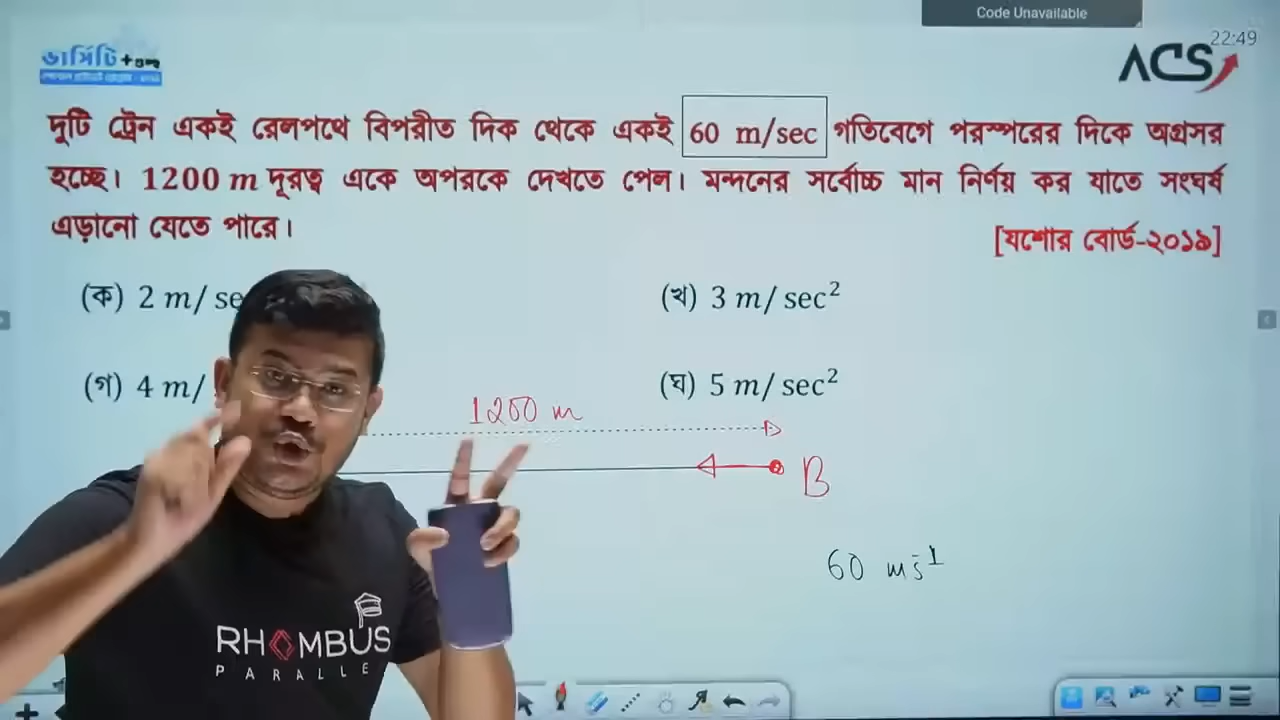 Code Unavailable
22:49
ভার্সিটি +
ACS
দুটি ট্রেন একই রেলপথে বিপরীত দিক থেকে একই 60 m/sec গতিবেগে পরস্পরের দিকে অগ্রসর
হচ্ছে। 1200 m দূরত্ব একে অপরকে দেখতে পেল। মন্দনের সর্বোচ্চ মান নির্ণয় কর যাতে সংঘর্ষ
এড়ানো যেতে পারে।
[যশোর বোর্ড-২০১৯]
(ক) 2 m/ se
(খ) 3 m/ sec²
(গ) 4 m/
(ঘ) 5 m/ sec²
1200 m
B
60 ms⁻¹
RHOMBUS
PARALLE